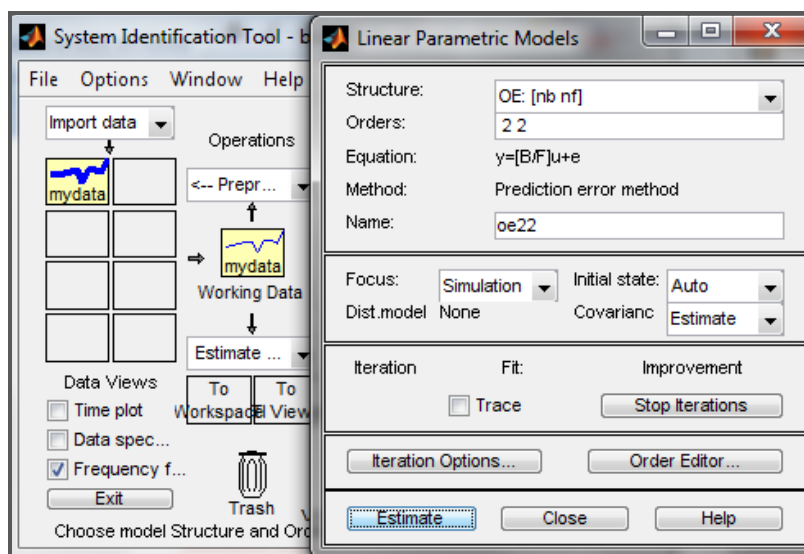 System Identification Tool - b
File Options Window Help
Import data
mydata
Operations
<-- Prepr...
mydata
Working Data
Estimate ...
Data Views
Time plot
Data spec...
Frequency f...
Exit
To
Workspace
To
View
Trash
Choose model Structure and Ord
Linear Parametric Models
Structure: OE: [nb nf]
Orders: 2 2
Equation: y=[B/F]u+e
Method: Prediction error method
Name: oe22
Focus: Simulation Initial state: Auto
Dist.model None Covarianc Estimate
Iteration Fit: Improvement
Trace Stop Iterations
Iteration Options... Order Editor...
Estimate Close Help